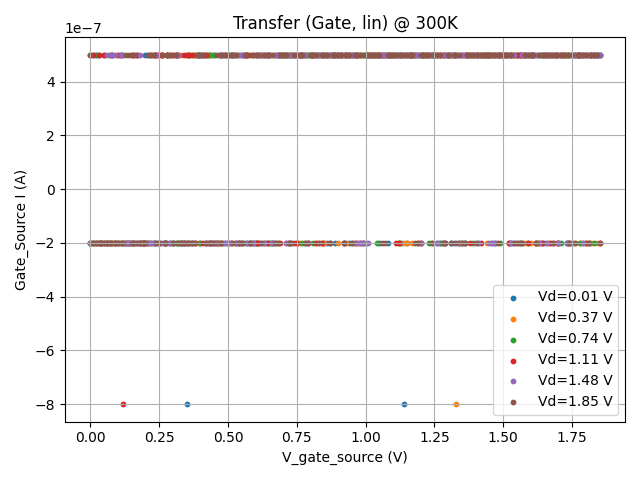 Transfer (Gate, lin) @ 300K
1e−7
4
2
0
−2
−4
−6
−8
Gate_Source I (A)
Vd=0.01 V
Vd=0.37 V
Vd=0.74 V
Vd=1.11 V
Vd=1.48 V
Vd=1.85 V
0.00 0.25 0.50 0.75 1.00 1.25 1.50 1.75
V_gate_source (V)